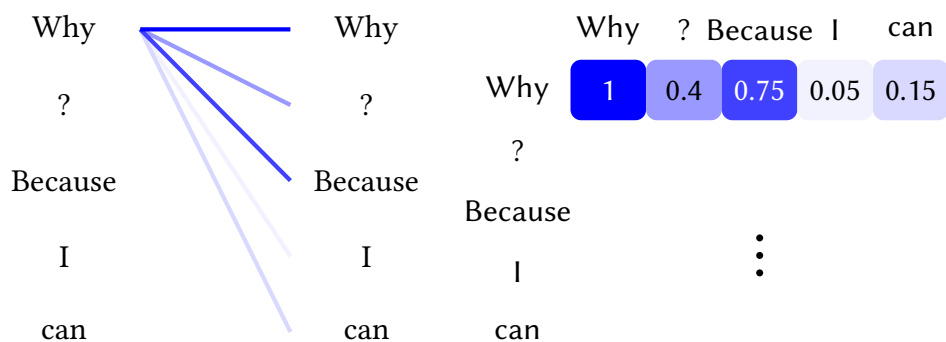 Why Why
? ?
Because Because
I I
can can
Why ? Because I can
Why 1 0.4 0.75 0.05 0.15
?
Because
I
can